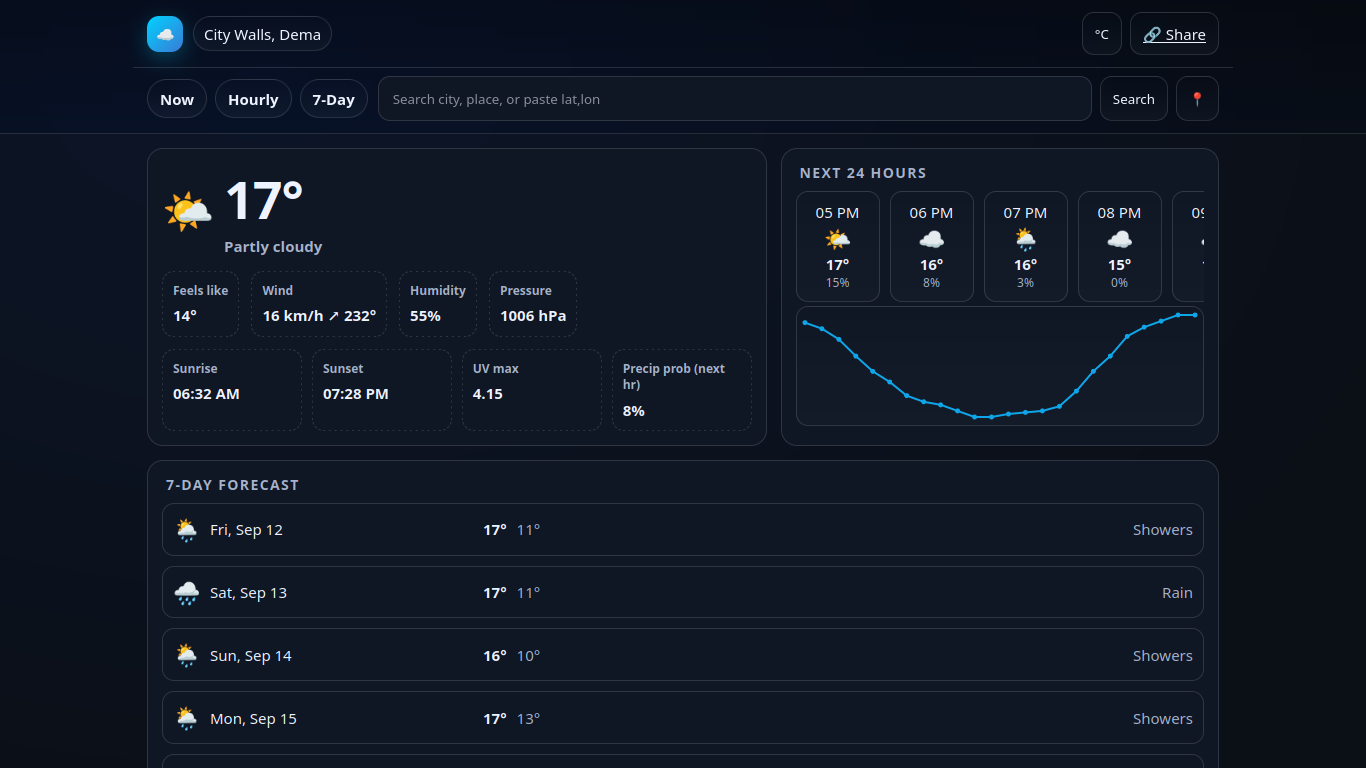 City Walls, Dema
°C
🔗 Share
Now
Hourly
7-Day
Search city, place, or paste lat,lon
Search
17°
Partly cloudy
Feels like
14°
Wind
16 km/h ↗ 232°
Humidity
55%
Pressure
1006 hPa
Sunrise
06:32 AM
Sunset
07:28 PM
UV max
4.15
Precip prob (next
hr)
8%
NEXT 24 HOURS
05 PM
17°
15%
06 PM
16°
8%
07 PM
16°
3%
08 PM
15°
0%
7-DAY FORECAST
Fri, Sep 12 17° 11° Showers
Sat, Sep 13 17° 11° Rain
Sun, Sep 14 16° 10° Showers
Mon, Sep 15 17° 13° Showers